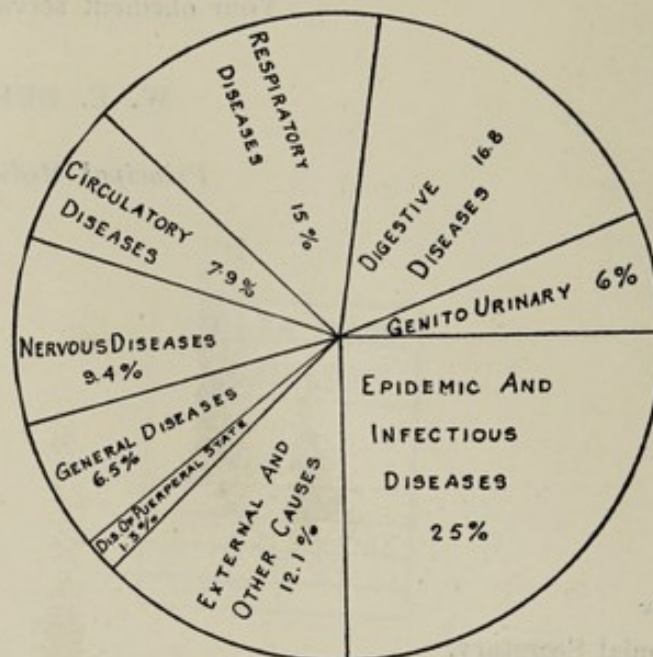 RESPIRATORY
DISEASES
15%
DIGESTIVE
DISEASES
16.8
GENITO URINARY 6%
EPIDEMIC AND
INFECTIOUS
DISEASES
25%
EXTERNAL AND
OTHER CAUSES
12.1%
DIS. OF PUERPERAL STATE
1.3%
GENERAL DISEASES
6.5%
NERVOUS DISEASES
9.4%
CIRCULATORY
DISEASES
7.9%